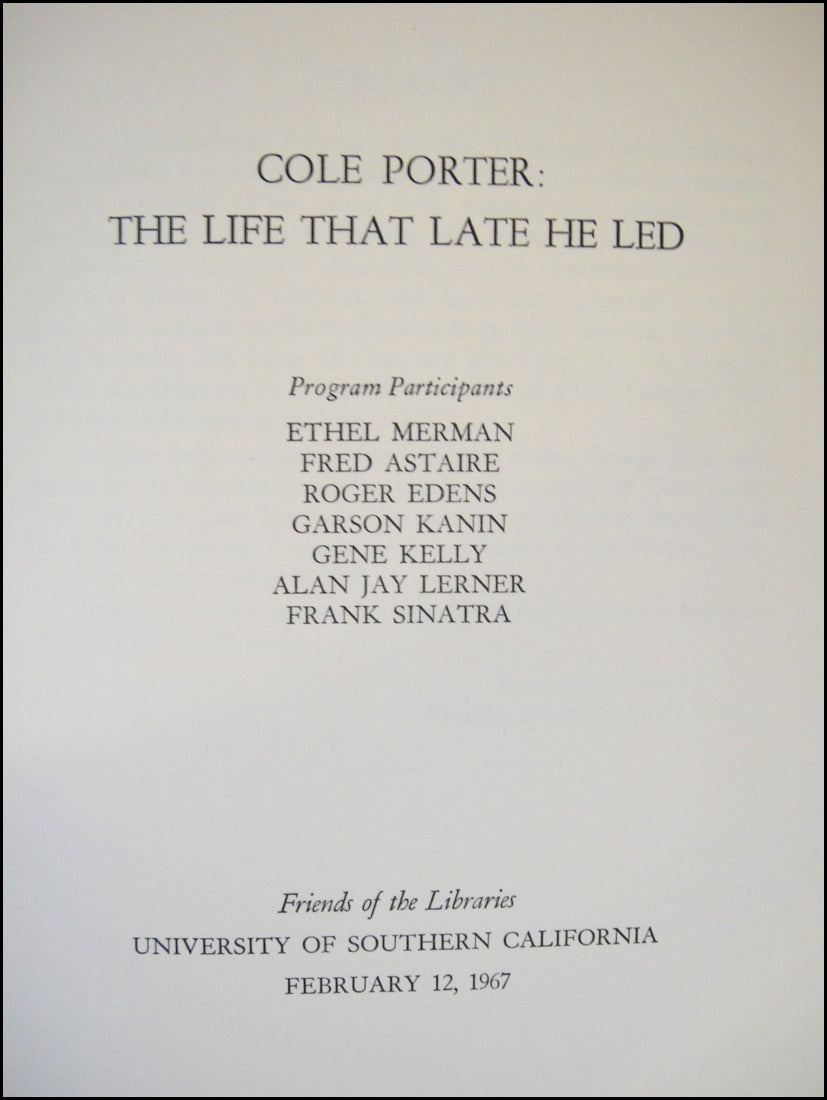 COLE PORTER:
THE LIFE THAT LATE HE LED
Program Participants
ETHEL MERMAN
FRED ASTAIRE
ROGER EDENS
GARSON KANIN
GENE KELLY
ALAN JAY LERNER
FRANK SINATRA
Friends of the Libraries
UNIVERSITY OF SOUTHERN CALIFORNIA
FEBRUARY 12, 1967